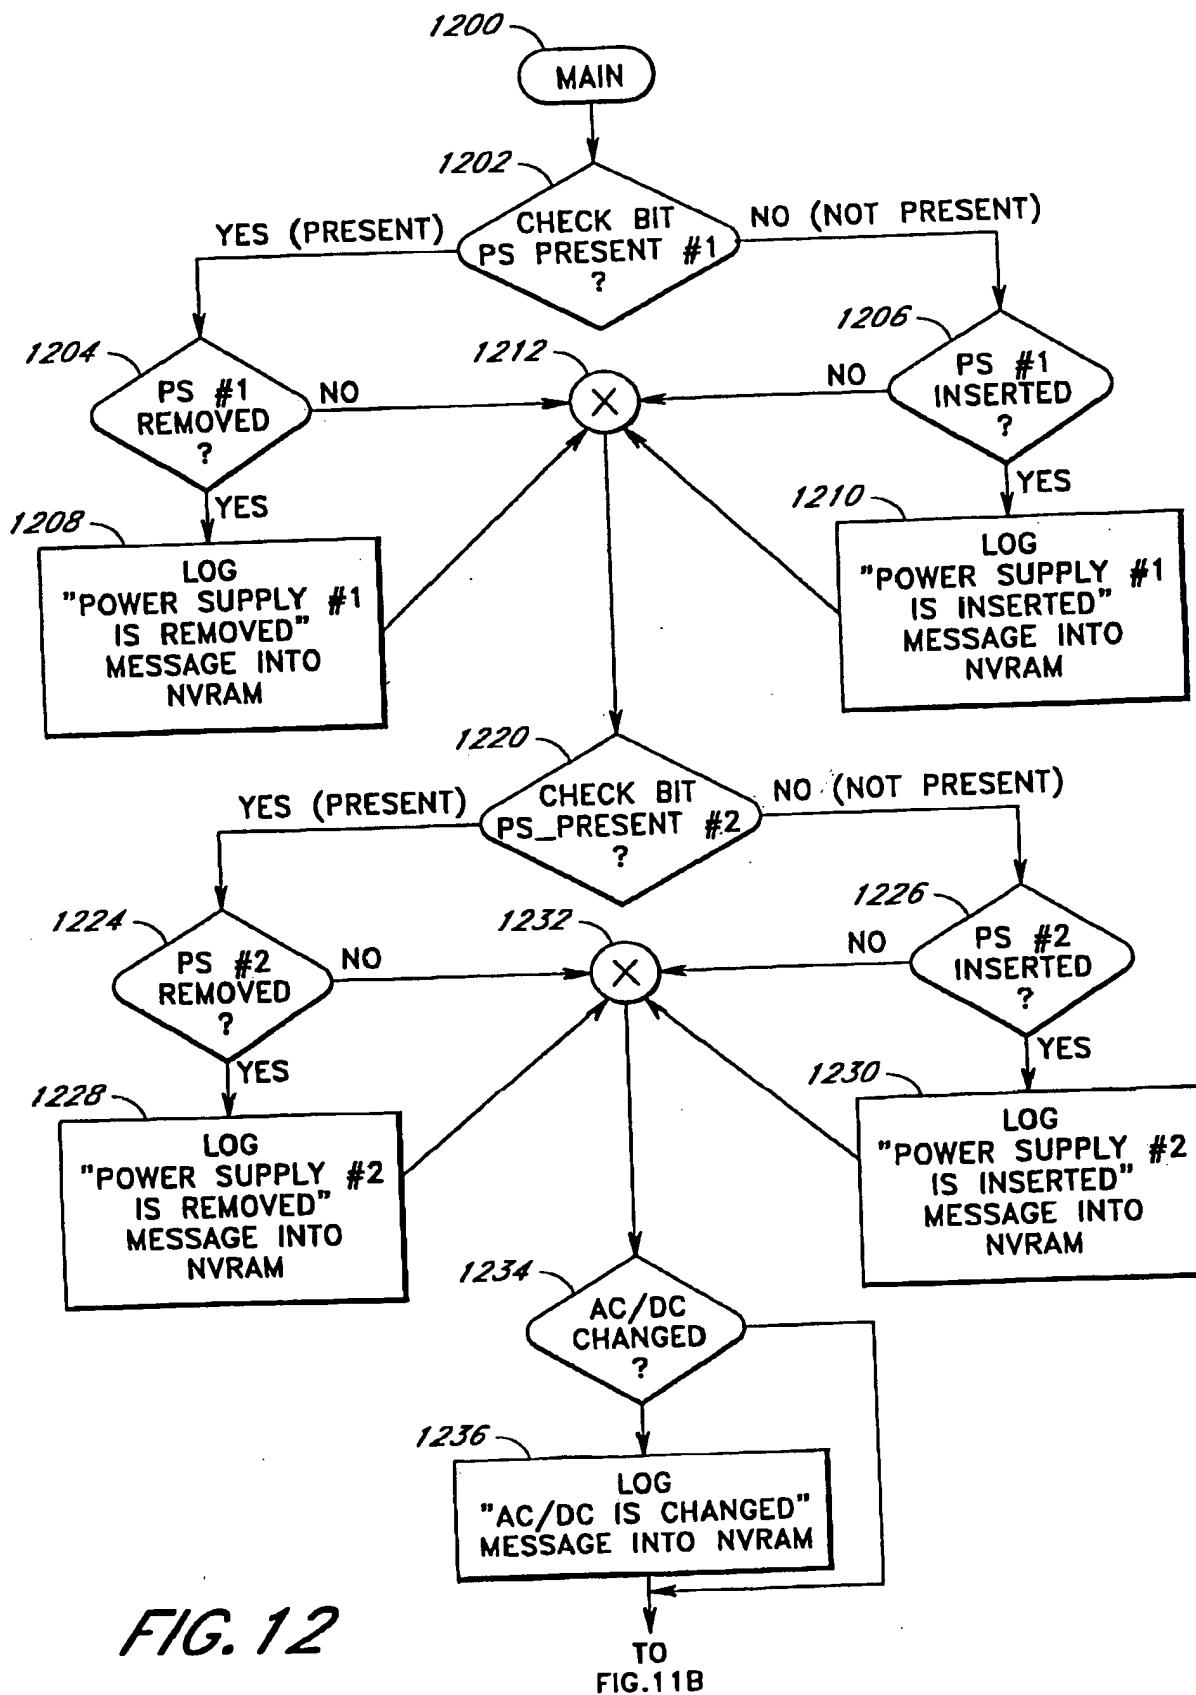 1200
MAIN
1202
CHECK BIT
PS PRESENT #1
?
YES (PRESENT)
NO (NOT PRESENT)
1204
PS #1
REMOVED
?
NO
YES
1212
X
1206
PS #1
INSERTED
?
NO
YES
1208
LOG
"POWER SUPPLY #1
IS REMOVED"
MESSAGE INTO
NVRAM
1210
LOG
"POWER SUPPLY #1
IS INSERTED"
MESSAGE INTO
NVRAM
1220
CHECK BIT
PS_PRESENT #2
?
YES (PRESENT)
NO (NOT PRESENT)
1224
PS #2
REMOVED
?
NO
YES
1232
X
1226
PS #2
INSERTED
?
NO
YES
1228
LOG
"POWER SUPPLY #2
IS REMOVED"
MESSAGE INTO
NVRAM
1230
LOG
"POWER SUPPLY #2
IS INSERTED"
MESSAGE INTO
NVRAM
1234
AC/DC
CHANGED
?
1236
LOG
"AC/DC IS CHANGED"
MESSAGE INTO NVRAM
TO
FIG.11B
FIG. 12